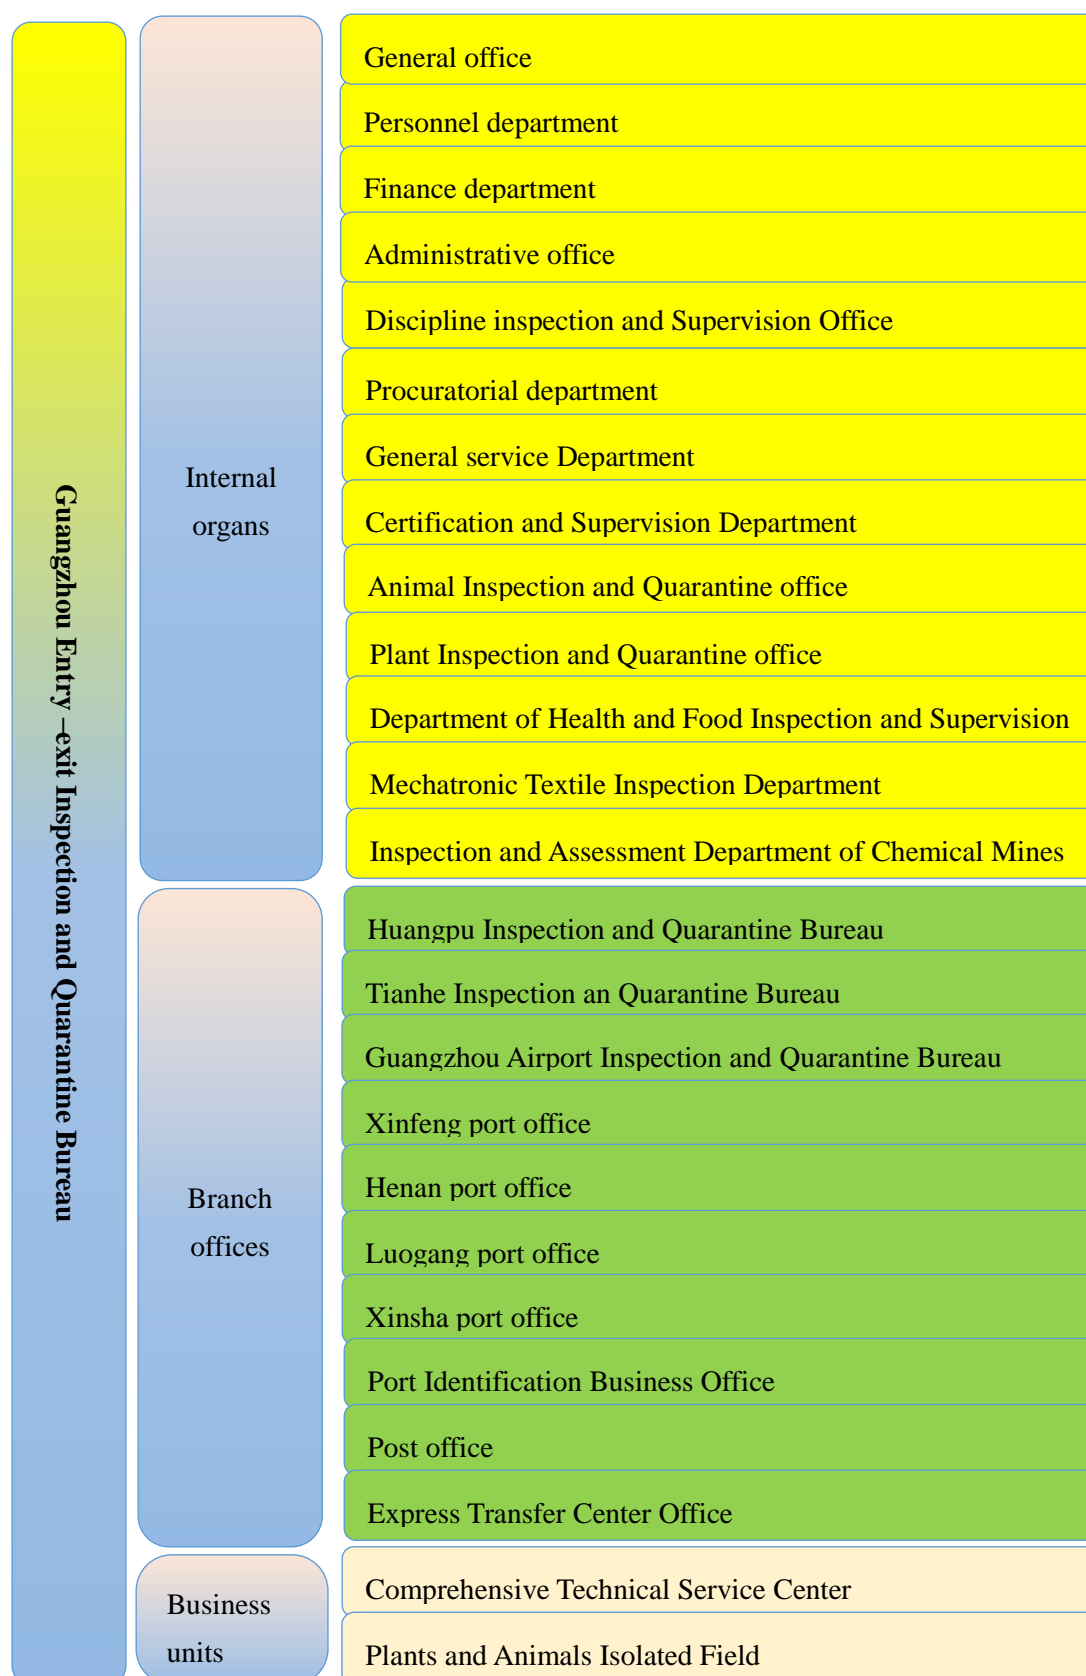 Guangzhou Entry –exit Inspection and Quarantine Bureau
Internal
organs
General office
Personnel department
Finance department
Administrative office
Discipline inspection and Supervision Office
Procuratorial department
General service Department
Certification and Supervision Department
Animal Inspection and Quarantine office
Plant Inspection and Quarantine office
Department of Health and Food Inspection and Supervision
Mechatronic Textile Inspection Department
Inspection and Assessment Department of Chemical Mines
Branch
offices
Huangpu Inspection and Quarantine Bureau
Tianhe Inspection an Quarantine Bureau
Guangzhou Airport Inspection and Quarantine Bureau
Xinfeng port office
Henan port office
Luogang port office
Xinsha port office
Port Identification Business Office
Post office
Express Transfer Center Office
Business
units
Comprehensive Technical Service Center
Plants and Animals Isolated Field